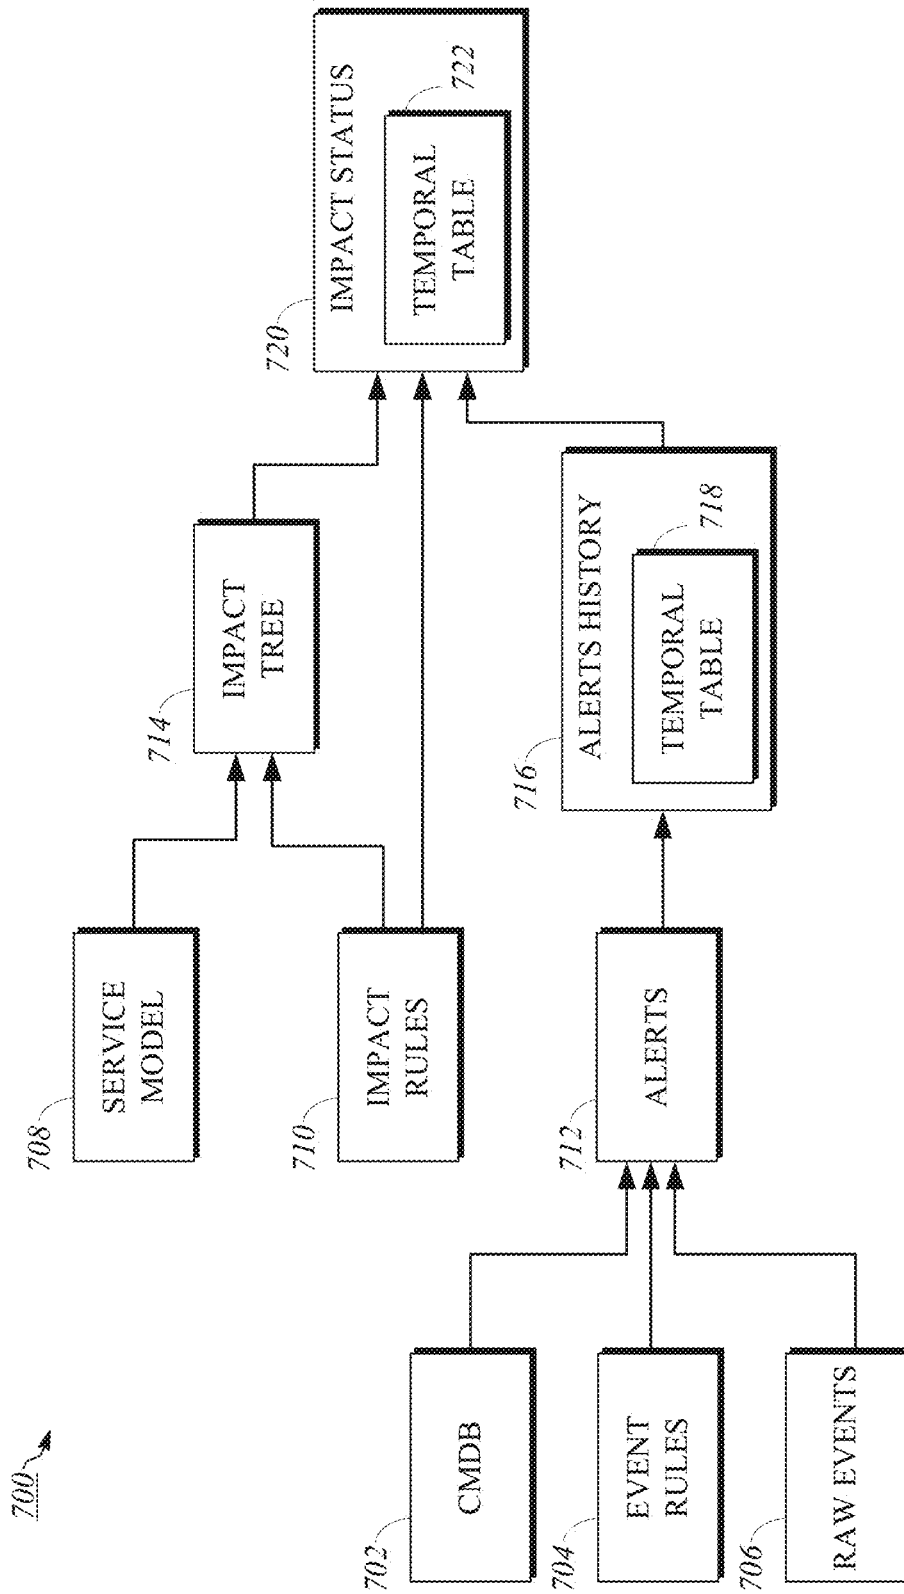 700
702
CMDB
704
EVENT
RULES
706
RAW EVENTS
708
SERVICE
MODEL
710
IMPACT
RULES
712
ALERTS
714
IMPACT
TREE
716
ALERTS HISTORY
718
TEMPORAL
TABLE
720
IMPACT STATUS
722
TEMPORAL
TABLE